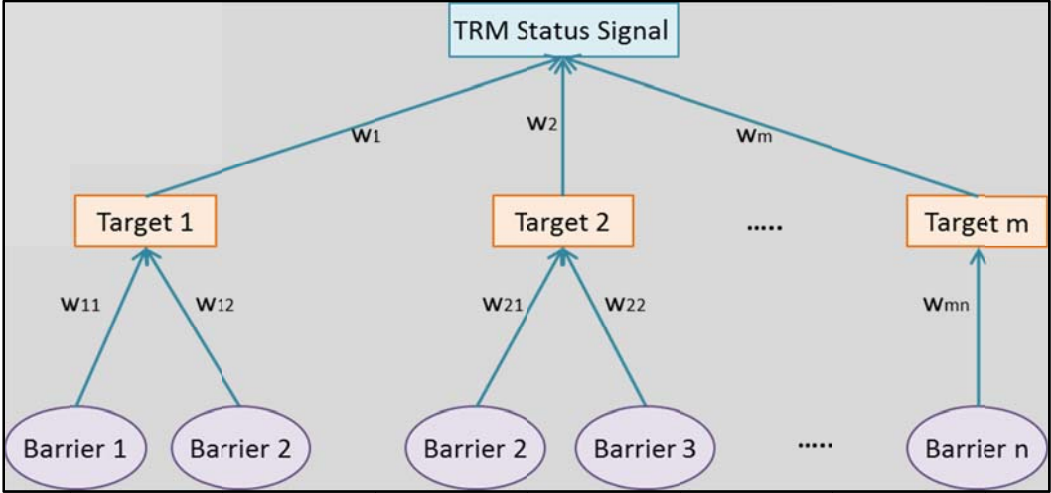 TRM Status Signal
w1
w2
wm
Target 1
Target 2
.....
Target m
w11
w12
w21
w22
wmn
Barrier 1
Barrier 2
Barrier 2
Barrier 3
.....
Barrier n